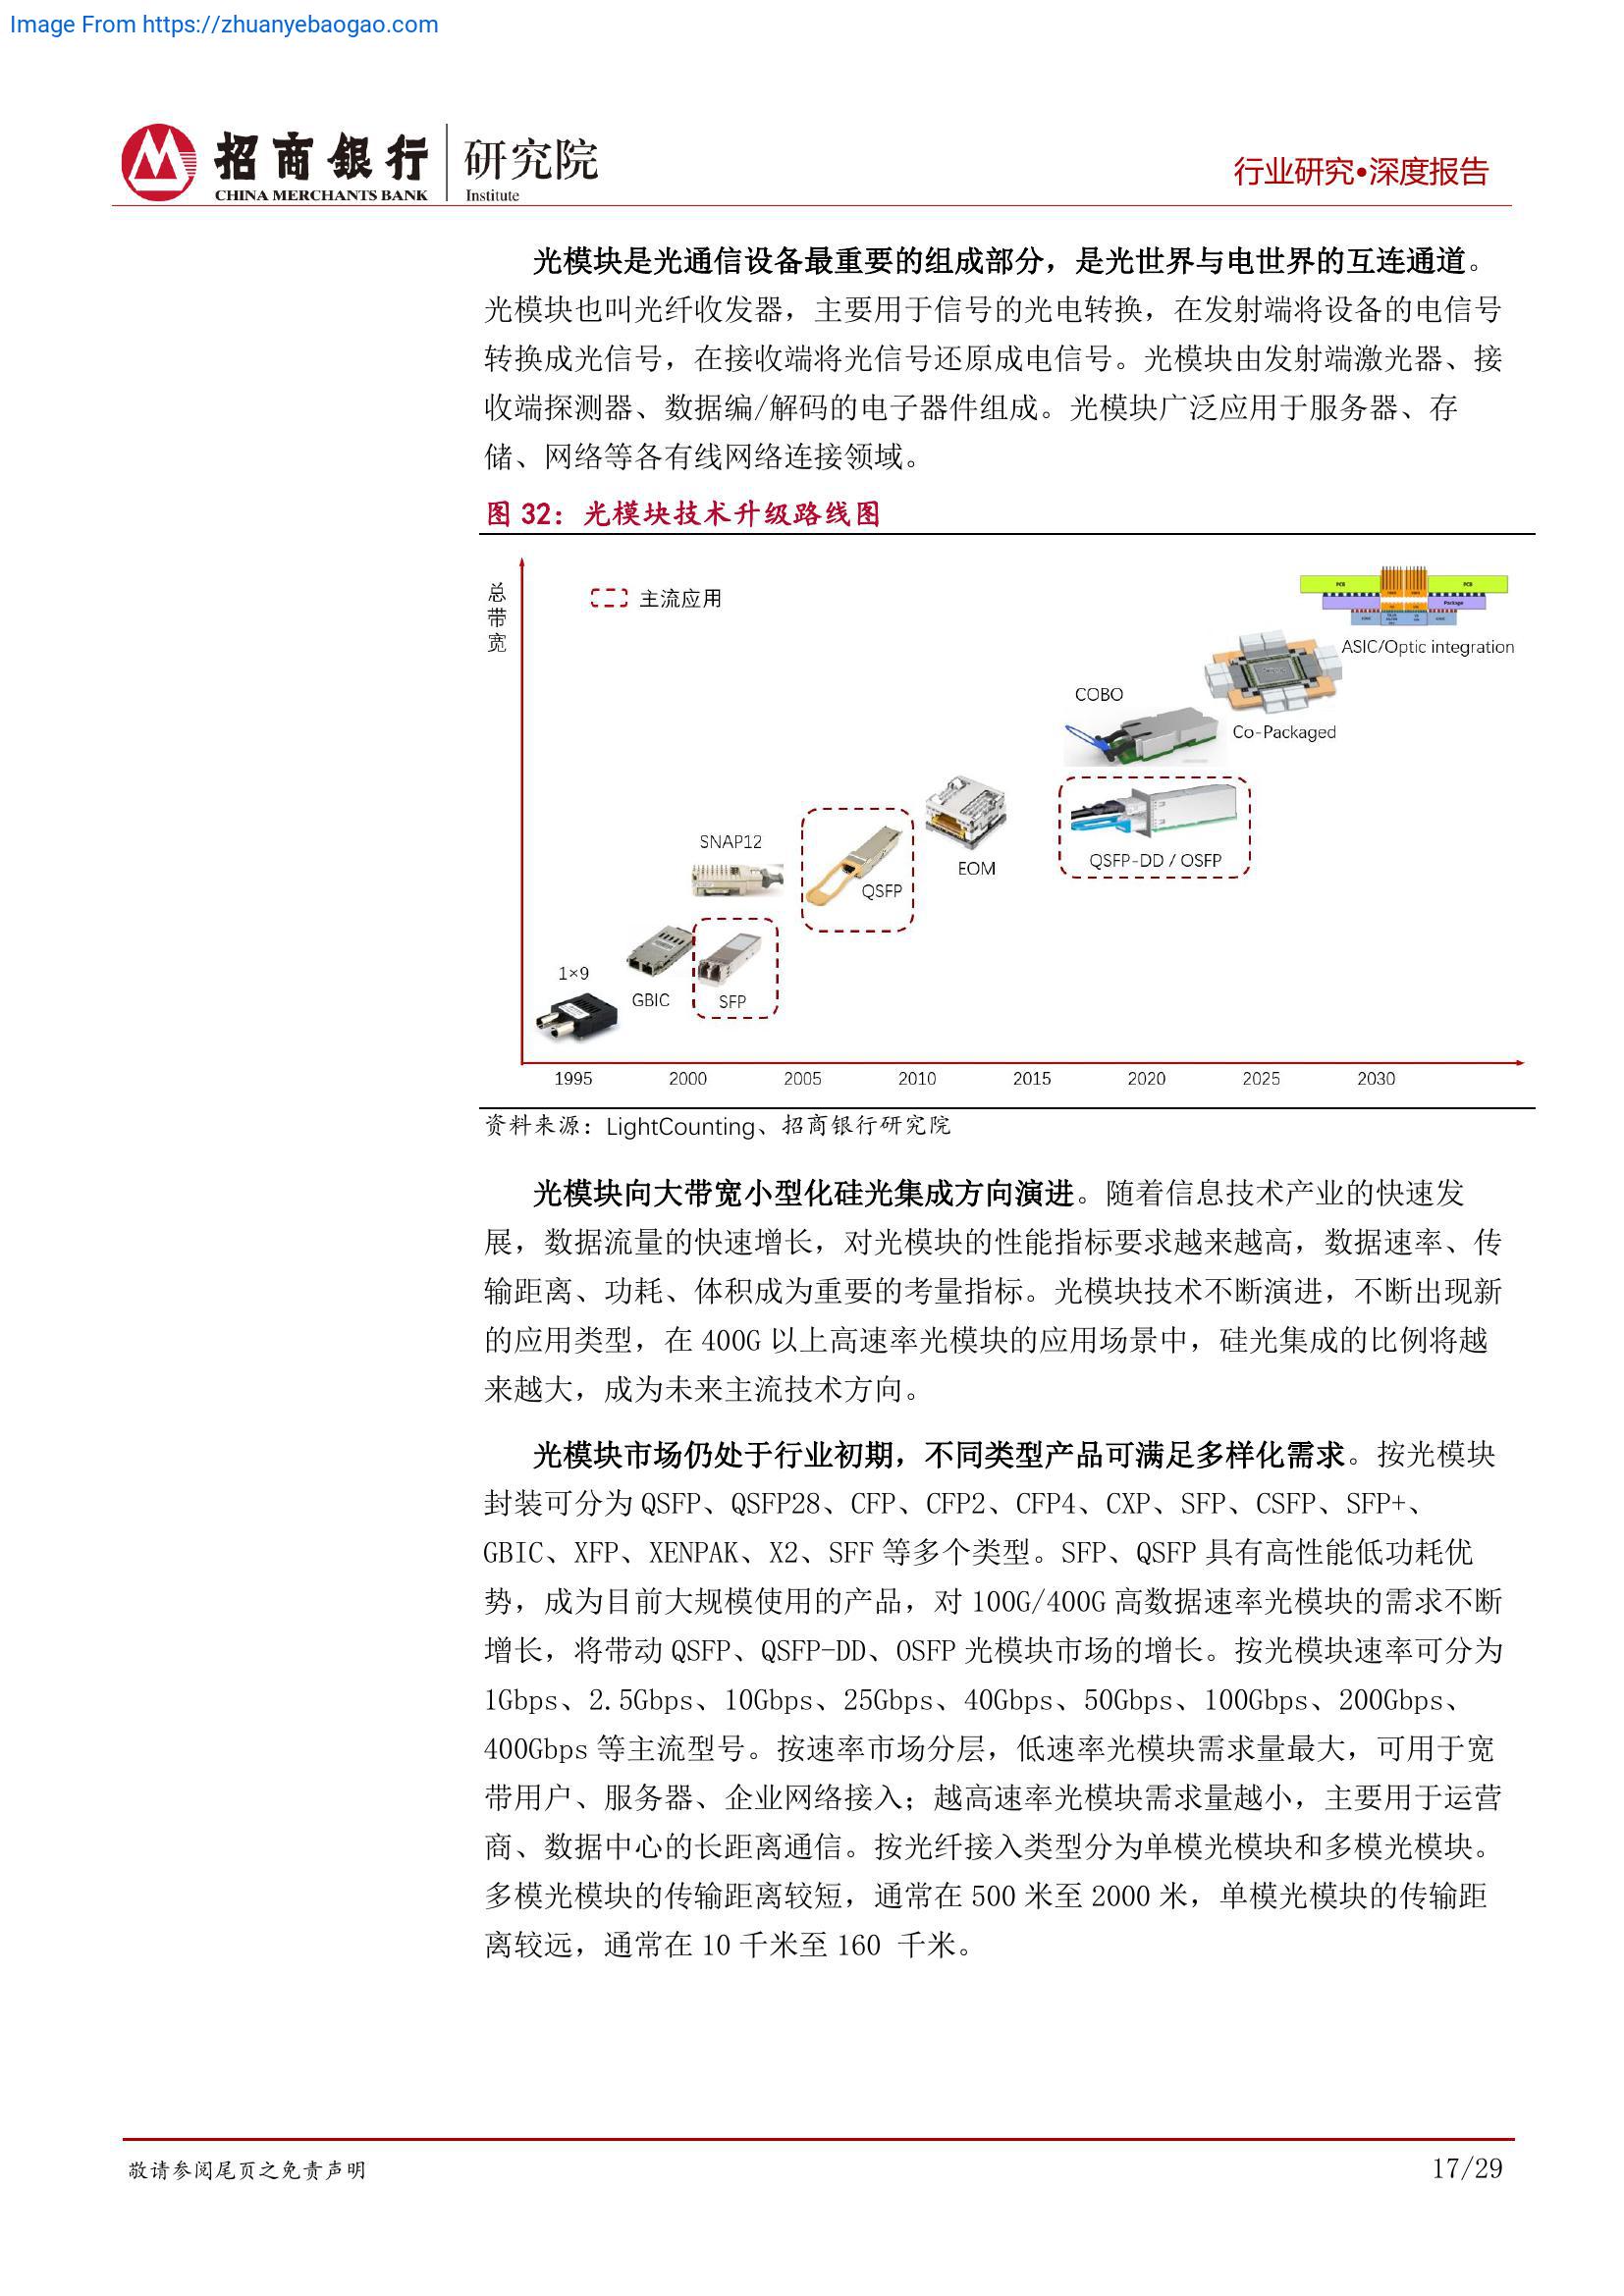 Image From https://zhuanyebaogao.com
招商銀行 研究院
CHINA MERCHANTS BANK Institute
行业研究•深度报告
光模块是光通信设备最重要的组成部分，是光世界与电世界的互连通道。
光模块也叫光纤收发器，主要用于信号的光电转换，在发射端将设备的电信号
转换成光信号，在接收端将光信号还原成电信号。光模块由发射端激光器、接
收端探测器、数据编/解码的电子器件组成。光模块广泛应用于服务器、存
储、网络等各有线网络连接领域。
图 32：光模块技术升级路线图
总带宽
主流应用
PCB
PCB
Package
ASIC/Optic integration
COBO
Co-Packaged
SNAP12
QSFP
EOM
QSFP-DD / OSFP
1×9
GBIC
SFP
1995 2000 2005 2010 2015 2020 2025 2030
资料来源：LightCounting、招商银行研究院
光模块向大带宽小型化硅光集成方向演进。随着信息技术产业的快速发
展，数据流量的快速增长，对光模块的性能指标要求越来越高，数据速率、传
输距离、功耗、体积成为重要的考量指标。光模块技术不断演进，不断出现新
的应用类型，在 400G 以上高速率光模块的应用场景中，硅光集成的比例将越
来越大，成为未来主流技术方向。
光模块市场仍处于行业初期，不同类型产品可满足多样化需求。按光模块
封装可分为 QSFP、QSFP28、CFP、CFP2、CFP4、CXP、SFP、CSFP、SFP+、
GBIC、XFP、XENPAK、X2、SFF 等多个类型。SFP、QSFP 具有高性能低功耗优
势，成为目前大规模使用的产品，对 100G/400G 高数据速率光模块的需求不断
增长，将带动 QSFP、QSFP-DD、OSFP 光模块市场的增长。按光模块速率可分为
1Gbps、2.5Gbps、10Gbps、25Gbps、40Gbps、50Gbps、100Gbps、200Gbps、
400Gbps 等主流型号。按速率市场分层，低速率光模块需求量最大，可用于宽
带用户、服务器、企业网络接入；越高速率光模块需求量越小，主要用于运营
商、数据中心的长距离通信。按光纤接入类型分为单模光模块和多模光模块。
多模光模块的传输距离较短，通常在 500 米至 2000 米，单模光模块的传输距
离较远，通常在 10 千米至 160 千米。
敬请参阅尾页之免责声明
17/29